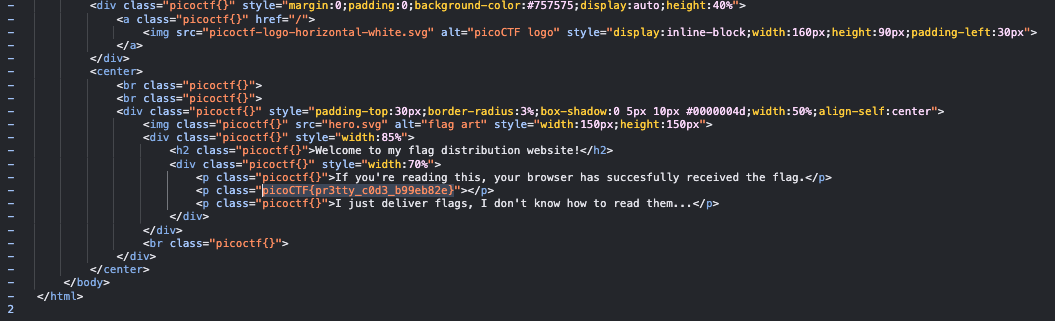 - <div class="picoctf{}" style="margin:0;padding:0;background-color:#757575;display:auto;height:40%">
- <a class="picoctf{}" href="/">
- <img src="picoctf-logo-horizontal-white.svg" alt="picoCTF logo" style="display:inline-block;width:160px;height:90px;padding-left:30px">
- </a>
- </div>
- <center>
- <br class="picoctf{}">
- <br class="picoctf{}">
- <div class="picoctf{}" style="padding-top:30px;border-radius:3%;box-shadow:0 5px 10px #0000004d;width:50%;align-self:center">
- <img class="picoctf{}" src="hero.svg" alt="flag art" style="width:150px;height:150px">
- <div class="picoctf{}" style="width:85%">
- <h2 class="picoctf{}">Welcome to my flag distribution website!</h2>
- <div class="picoctf{}" style="width:70%">
- <p class="picoctf{}">If you're reading this, your browser has succesfully received the flag.</p>
- <p class="picoCTF{pr3tty_c0d3_b99eb82e}"></p>
- <p class="picoctf{}">I just deliver flags, I don't know how to read them...</p>
- </div>
- </div>
- <br class="picoctf{}">
- </div>
- </center>
- </body>
- </html>
2